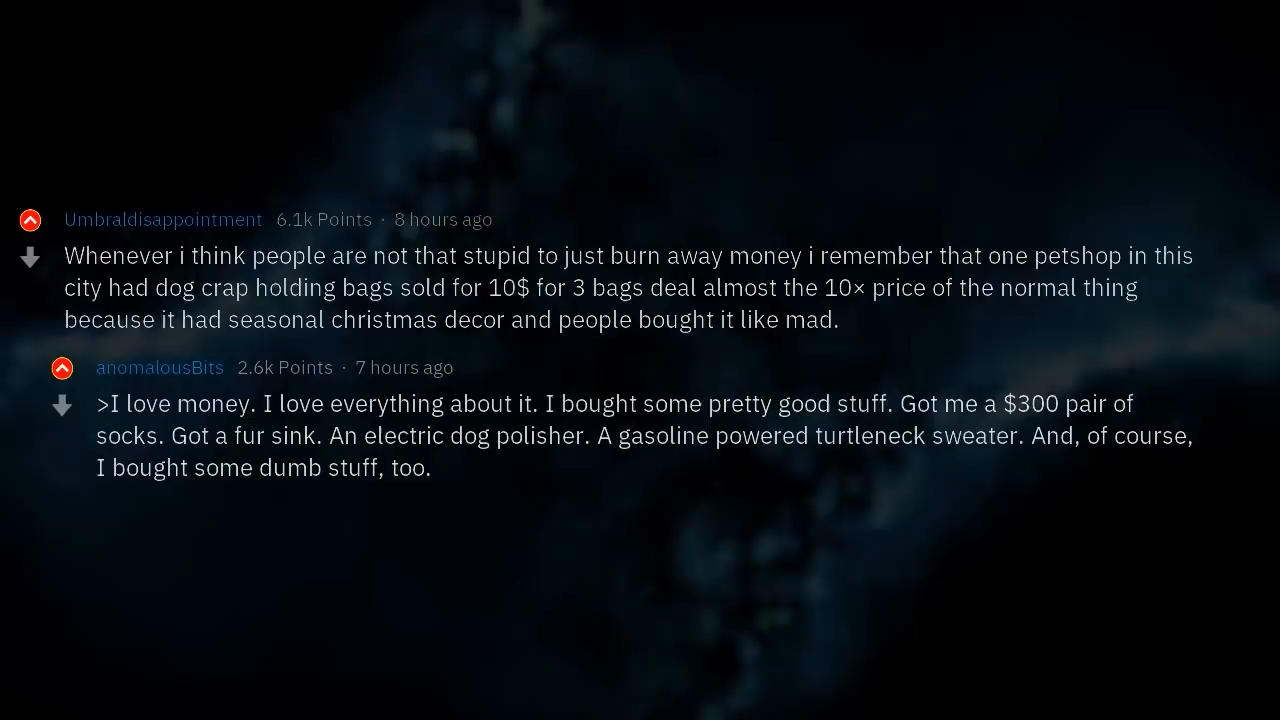 Umbraldisappointment 6.1k Points · 8 hours ago
Whenever i think people are not that stupid to just burn away money i remember that one petshop in this
city had dog crap holding bags sold for 10$ for 3 bags deal almost the 10× price of the normal thing
because it had seasonal christmas decor and people bought it like mad.
anomalousBits 2.6k Points · 7 hours ago
>I love money. I love everything about it. I bought some pretty good stuff. Got me a $300 pair of
socks. Got a fur sink. An electric dog polisher. A gasoline powered turtleneck sweater. And, of course,
I bought some dumb stuff, too.